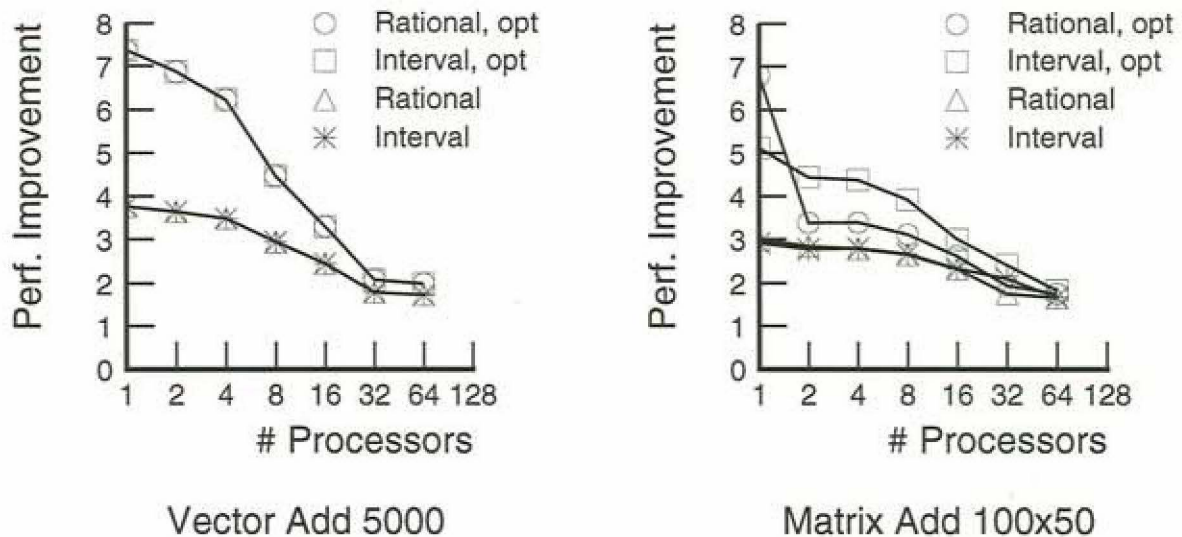 Perf. Improvement
8
7
6
5
4
3
2
1
0
1 2 4 8 16 32 64 128
# Processors
Rational, opt
Interval, opt
Rational
Interval
Vector Add 5000
Perf. Improvement
8
7
6
5
4
3
2
1
0
1 2 4 8 16 32 64 128
# Processors
Rational, opt
Interval, opt
Rational
Interval
Matrix Add 100x50